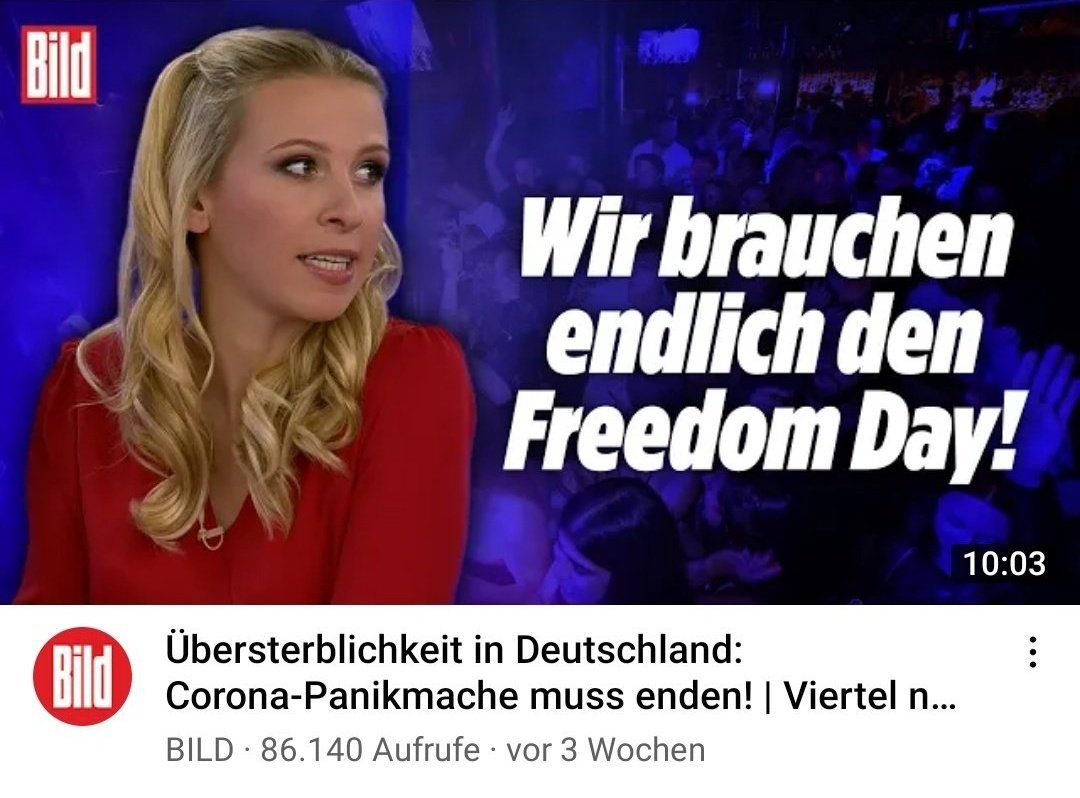 Bild
Wir brauchen
endlich den
Freedom Day!
10:03
Bild
Übersterblichkeit in Deutschland:
Corona-Panikmache muss enden! | Viertel n...
BILD · 86.140 Aufrufe · vor 3 Wochen